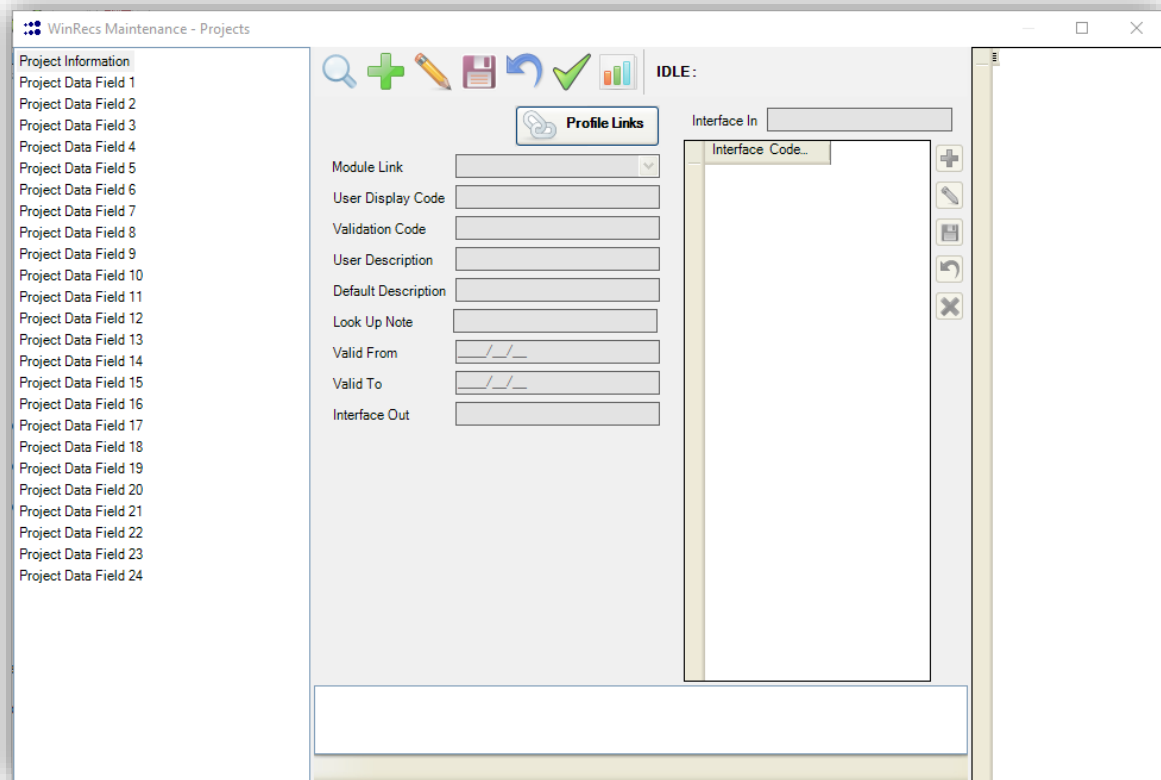 WinRecs Maintenance - Projects
Project Information
Project Data Field 1
Project Data Field 2
Project Data Field 3
Project Data Field 4
Project Data Field 5
Project Data Field 6
Project Data Field 7
Project Data Field 8
Project Data Field 9
Project Data Field 10
Project Data Field 11
Project Data Field 12
Project Data Field 13
Project Data Field 14
Project Data Field 15
Project Data Field 16
Project Data Field 17
Project Data Field 18
Project Data Field 19
Project Data Field 20
Project Data Field 21
Project Data Field 22
Project Data Field 23
Project Data Field 24
IDLE:
Profile Links
Module Link
User Display Code
Validation Code
User Description
Default Description
Look Up Note
Valid From ____/__/__
Valid To ____/__/__
Interface Out
Interface In
Interface Code...